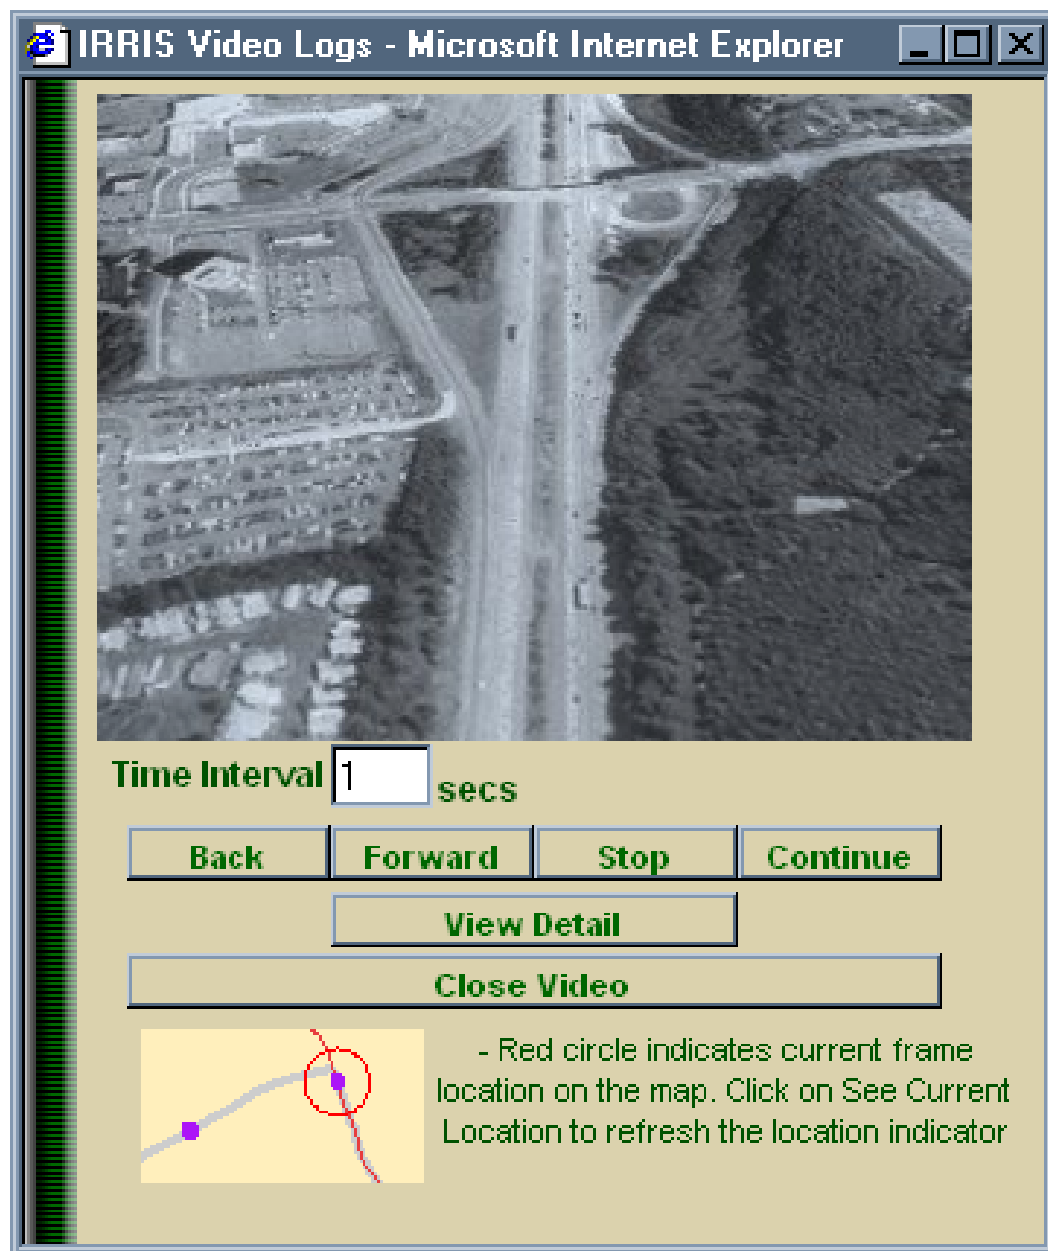 IRRIS Video Logs - Microsoft Internet Explorer
Time Interval 1 secs
Back Forward Stop Continue
View Detail
Close Video
- Red circle indicates current frame
location on the map. Click on See Current
Location to refresh the location indicator